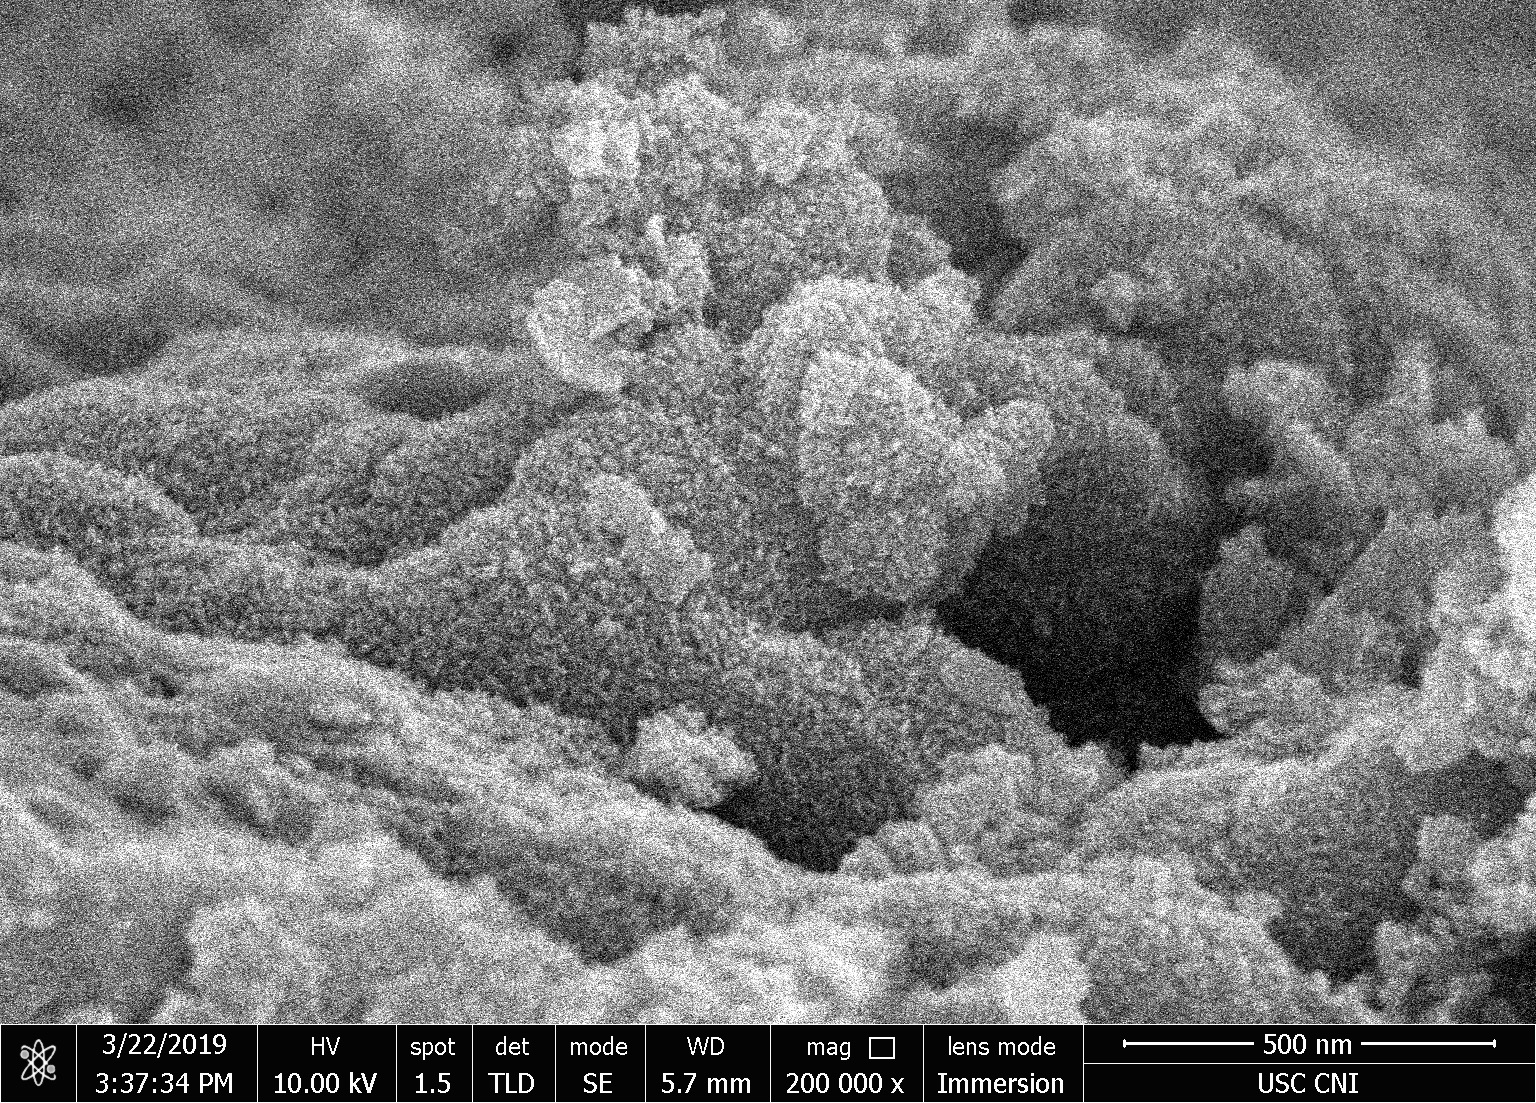 3/22/2019
3:37:34 PM
HV
10.00 kV
spot
1.5
det
TLD
mode
SE
WD
5.7 mm
mag
200 000 x
lens mode
Immersion
500 nm
USC CNI